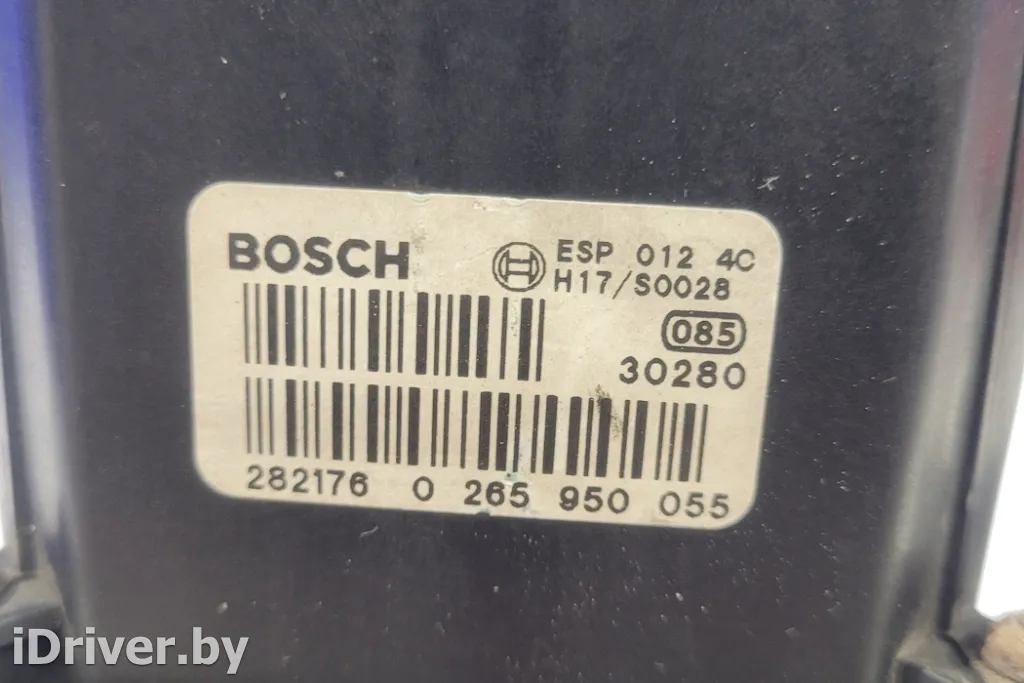 BOSCH
ESP 012 4C
H17/S0028
085
30280
282176 0 265 950 055
iDriver.by